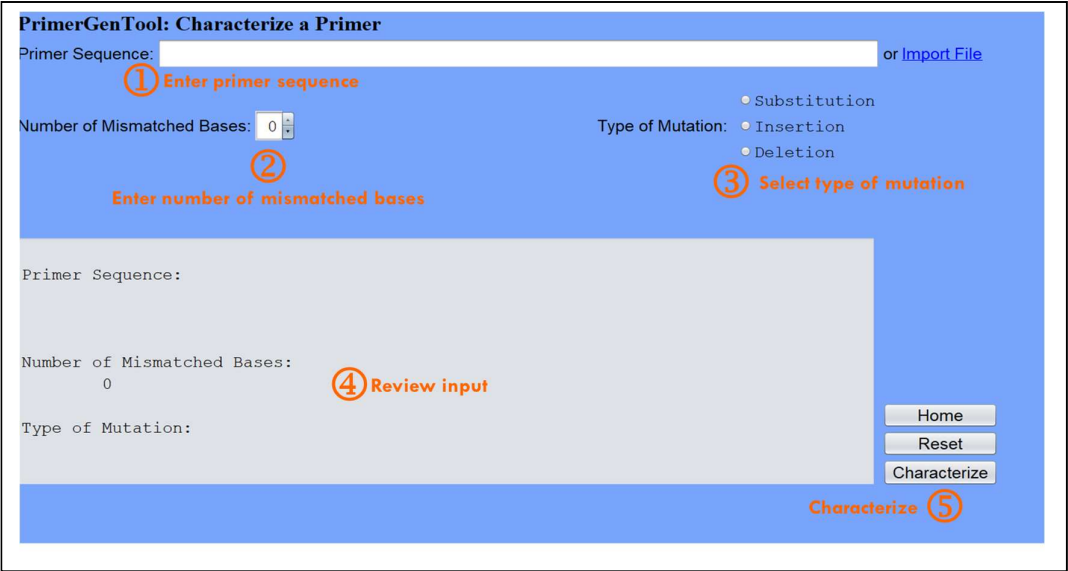 PrimerGenTool: Characterize a Primer
Primer Sequence: or Import File
① Enter primer sequence
Substitution
Number of Mismatched Bases: 0 Type of Mutation: Insertion
Deletion
② ③ Select type of mutation
Enter number of mismatched bases
Primer Sequence:
Number of Mismatched Bases:
0
④ Review input
Type of Mutation:
Home
Reset
Characterize
Characterize ⑤